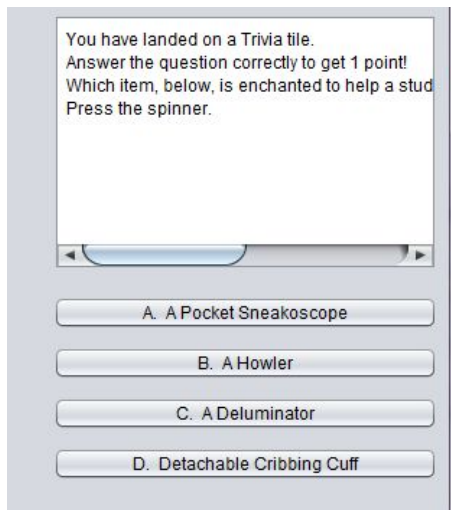 You have landed on a Trivia tile.
Answer the question correctly to get 1 point!
Which item, below, is enchanted to help a stud
Press the spinner.
A. A Pocket Sneakoscope
B. A Howler
C. A Deluminator
D. Detachable Cribbing Cuff